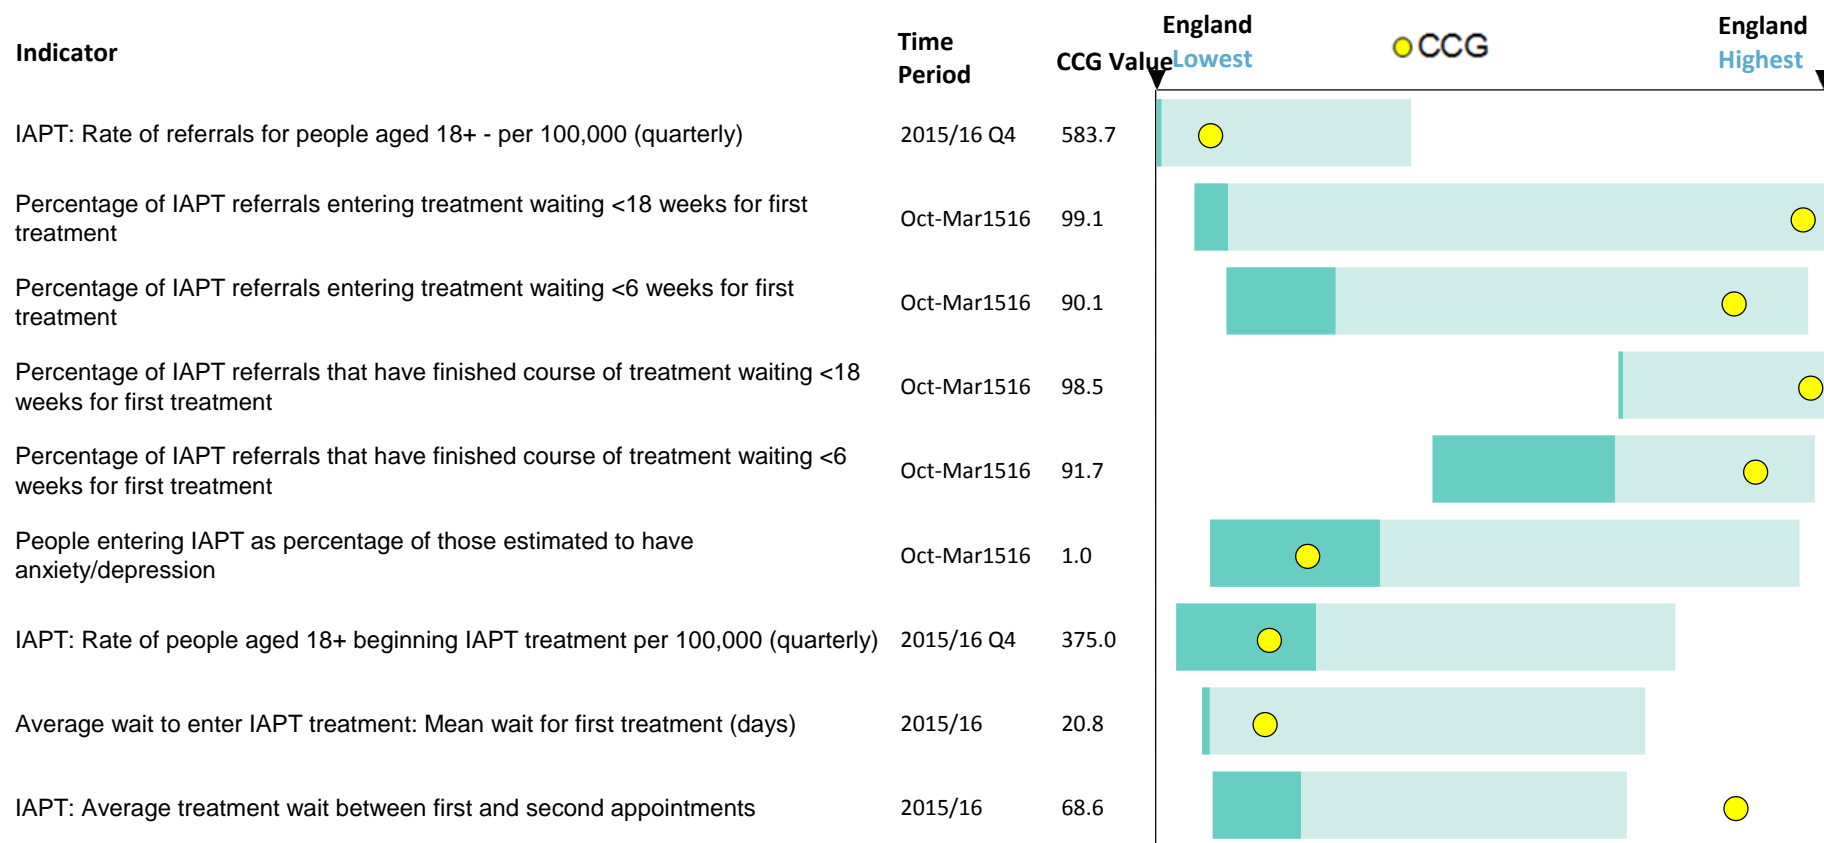 Indicator
Time
Period
CCG Value
England
Lowest
CCG
England
Highest
IAPT: Rate of referrals for people aged 18+ - per 100,000 (quarterly)
2015/16 Q4
583.7
Percentage of IAPT referrals entering treatment waiting <18 weeks for first
treatment
Oct-Mar1516
99.1
Percentage of IAPT referrals entering treatment waiting <6 weeks for first
treatment
Oct-Mar1516
90.1
Percentage of IAPT referrals that have finished course of treatment waiting <18
weeks for first treatment
Oct-Mar1516
98.5
Percentage of IAPT referrals that have finished course of treatment waiting <6
weeks for first treatment
Oct-Mar1516
91.7
People entering IAPT as percentage of those estimated to have
anxiety/depression
Oct-Mar1516
1.0
IAPT: Rate of people aged 18+ beginning IAPT treatment per 100,000 (quarterly)
2015/16 Q4
375.0
Average wait to enter IAPT treatment: Mean wait for first treatment (days)
2015/16
20.8
IAPT: Average treatment wait between first and second appointments
2015/16
68.6